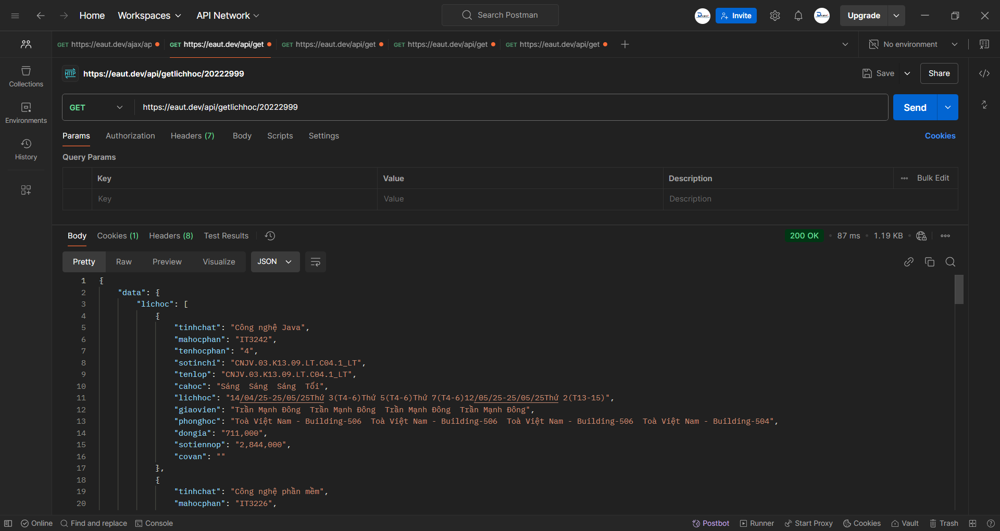 Home
Workspaces
API Network
Search Postman
Invite
Upgrade
GET https://eaut.dev/ajax/ap
GET https://eaut.dev/api/get
GET https://eaut.dev/api/get
GET https://eaut.dev/api/get
GET https://eaut.dev/api/get
No environment
Collections
Environments
History
HTTP
https://eaut.dev/api/getlichhoc/20222999
Save
Share
GET
https://eaut.dev/api/getlichhoc/20222999
Send
Params
Authorization
Headers (7)
Body
Scripts
Settings
Cookies
Query Params
Key
Value
Description
Bulk Edit
Key
Value
Description
Body
Cookies (1)
Headers (8)
Test Results
200 OK
87 ms
1.19 KB
Pretty
Raw
Preview
Visualize
JSON
1 {
2 "data": {
3 "lichoc": [
4 {
5 "tinhchat": "Công nghệ Java",
6 "mahocphan": "IT3242",
7 "tenhocphan": "4",
8 "sotinchi": "CNJV.03.K13.09.LT.C04.1_LT",
9 "tenlop": "CNJV.03.K13.09.LT.C04.1_LT",
10 "cahoc": "Sáng  Sáng  Sáng  Tối",
11 "lichhoc": "14/04/25-25/05/25Thứ 3(T4-6)Thứ 5(T4-6)Thứ 7(T4-6)12/05/25-25/05/25Thứ 2(T13-15)",
12 "giaovien": "Trần Mạnh Đông  Trần Mạnh Đông  Trần Mạnh Đông  Trần Mạnh Đông",
13 "phonghoc": "Toà Việt Nam - Building-506  Toà Việt Nam - Building-506  Toà Việt Nam - Building-506  Toà Việt Nam - Building-504",
14 "dongia": "711,000",
15 "sotiennop": "2,844,000",
16 "covan": ""
17 },
18 {
19 "tinhchat": "Công nghệ phần mềm",
20 "mahocphan": "IT3226",
Online
Find and replace
Console
Postbot
Runner
Start Proxy
Cookies
Vault
Trash